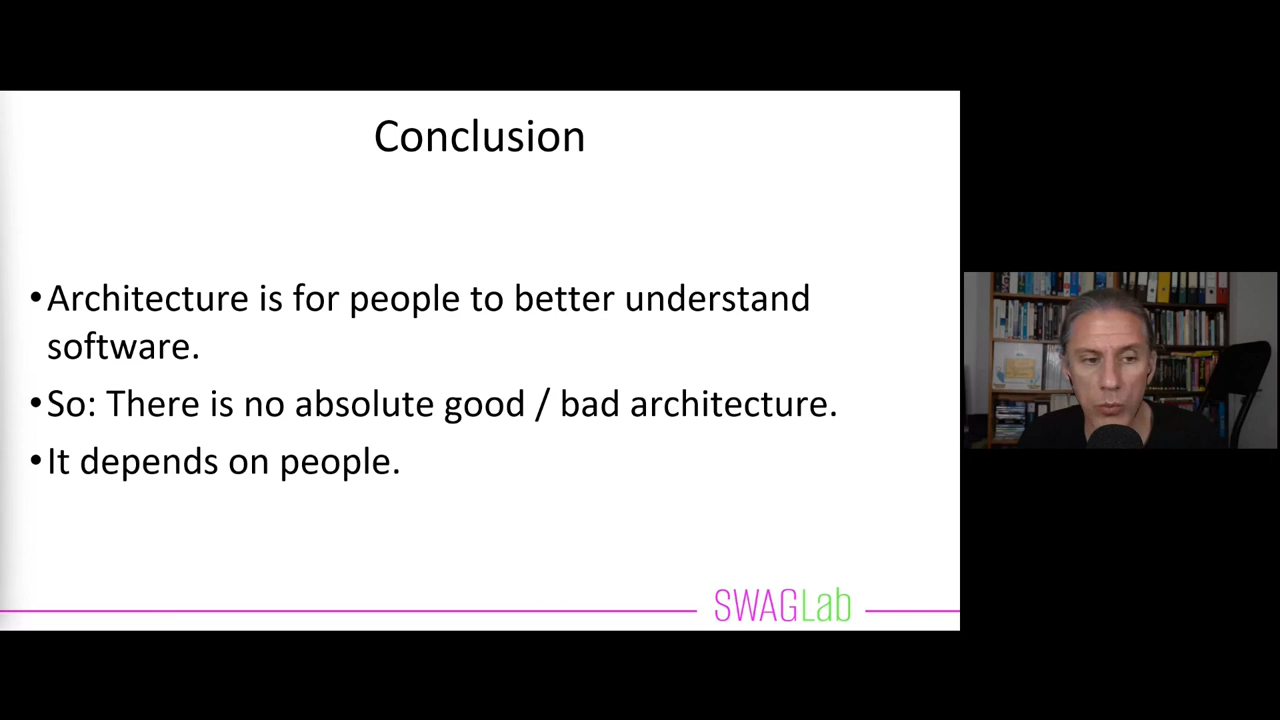 Conclusion
•Architecture is for people to better understand
software.
•So: There is no absolute good / bad architecture.
•It depends on people.
SWAGLab